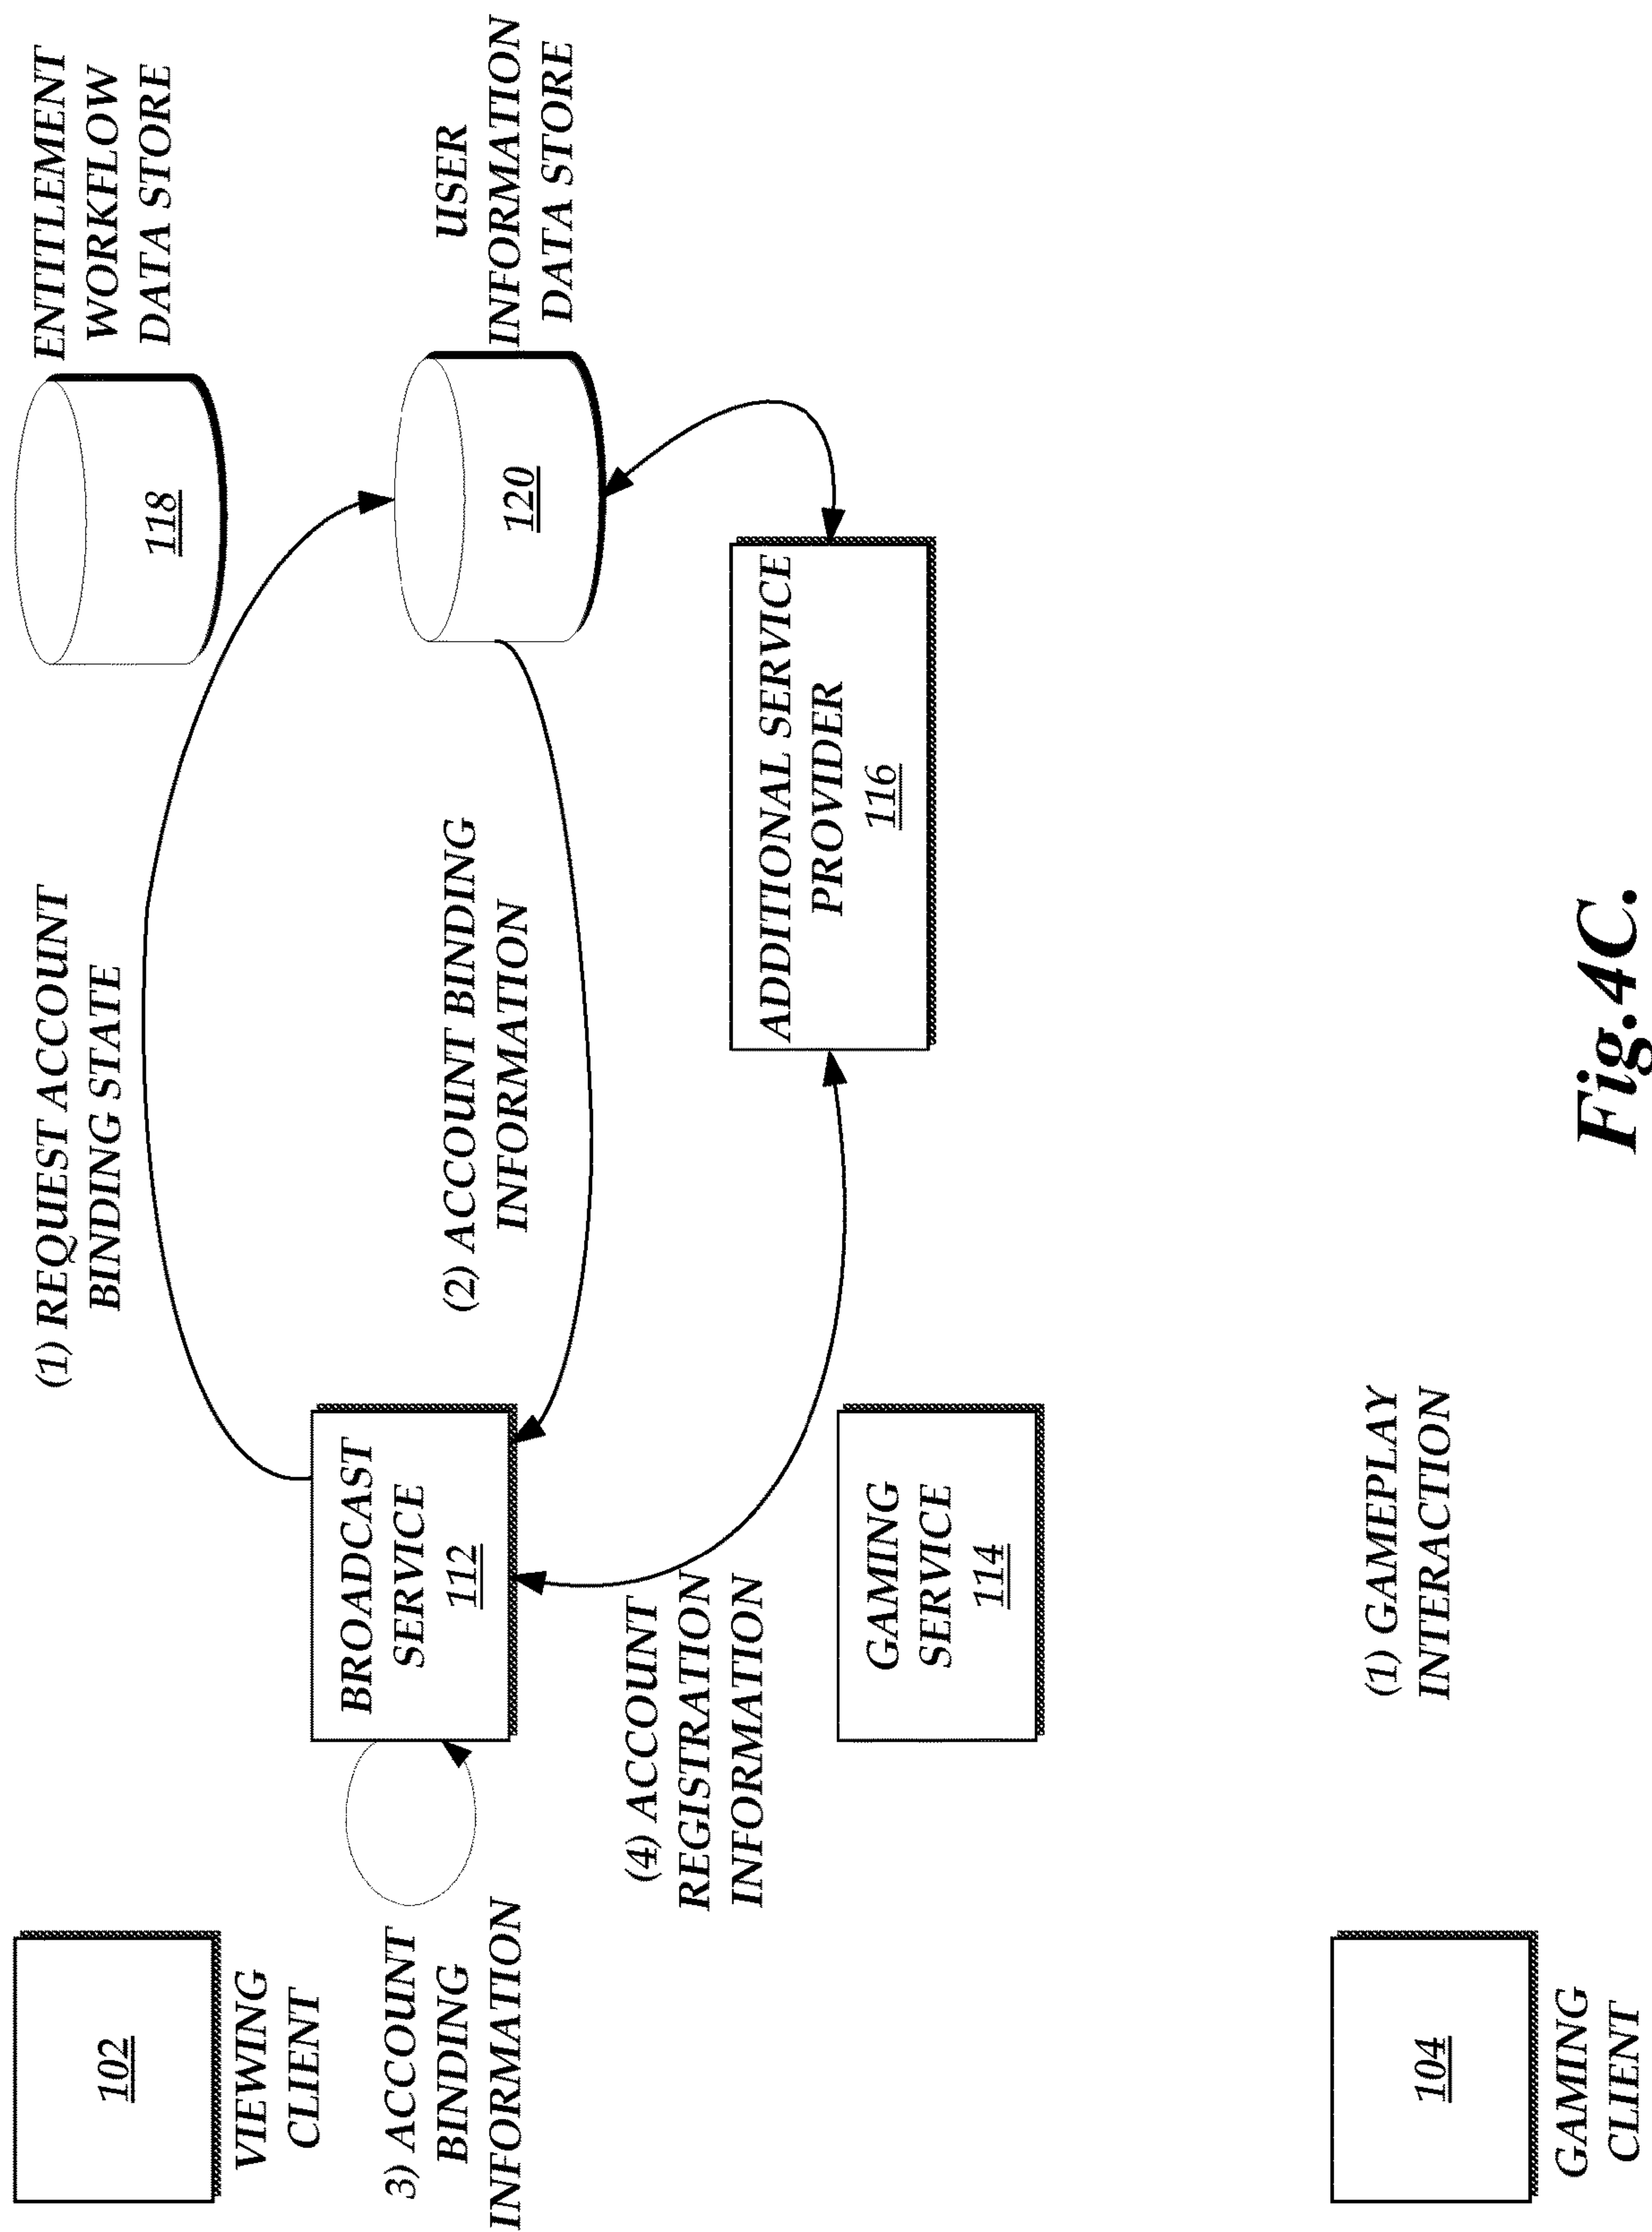 102
VIEWING
CLIENT
(1) REQUEST ACCOUNT
BINDING STATE
118
ENTITLEMENT
WORKFLOW
DATA STORE
3) ACCOUNT
BINDING
INFORMATION
BROADCAST
SERVICE
112
(2) ACCOUNT BINDING
INFORMATION
120
USER
INFORMATION
DATA STORE
(4) ACCOUNT
REGISTRATION
INFORMATION
GAMING
SERVICE
114
ADDITIONAL SERVICE
PROVIDER
116
104
GAMING
CLIENT
(1) GAMEPLAY
INTERACTION
Fig.4C.